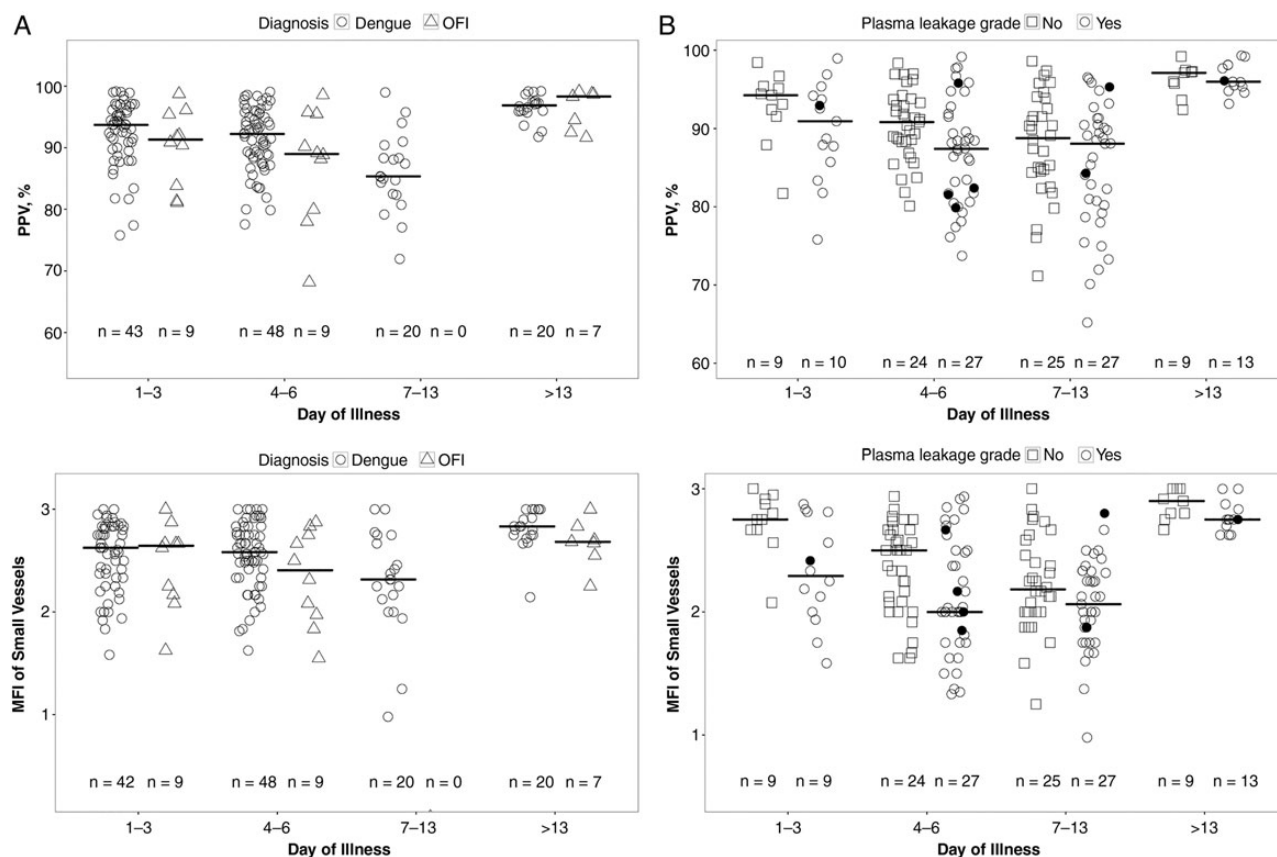 A
Diagnosis Dengue OFI
PPV, %
100
90
80
70
60
n = 43 n = 9 n = 48 n = 9 n = 20 n = 0 n = 20 n = 7
1–3 4–6 7–13 >13
Day of Illness
B
Plasma leakage grade No Yes
PPV, %
100
90
80
70
60
n = 9 n = 10 n = 24 n = 27 n = 25 n = 27 n = 9 n = 13
1–3 4–6 7–13 >13
Day of Illness
Diagnosis Dengue OFI
MFI of Small Vessels
3
2
1
n = 42 n = 9 n = 48 n = 9 n = 20 n = 0 n = 20 n = 7
1–3 4–6 7–13 >13
Day of Illness
Plasma leakage grade No Yes
MFI of Small Vessels
3
2
1
n = 9 n = 9 n = 24 n = 27 n = 25 n = 27 n = 9 n = 13
1–3 4–6 7–13 >13
Day of Illness